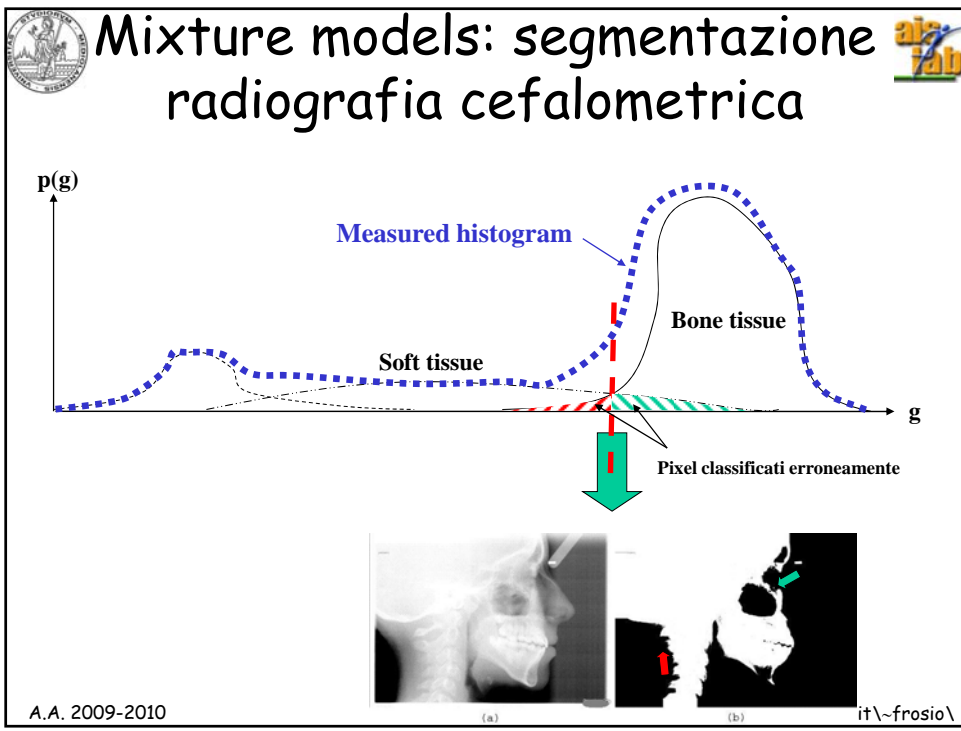 Mixture models: segmentazione
radiografia cefalometrica
p(g)
Measured histogram
Bone tissue
Soft tissue
g
Pixel classificati erroneamente
(a)
(b)
A.A. 2009-2010
it\~frosio\